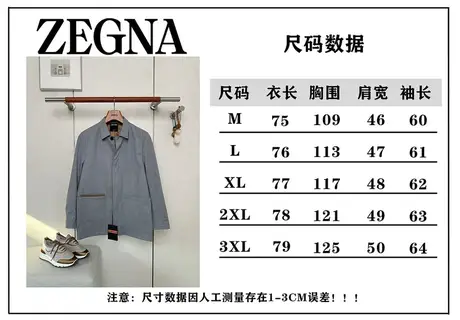 ZEGNA
尺码数据
尺码 衣长 胸围 肩宽 袖长
M 75 109 46 60
L 76 113 47 61
XL 77 117 48 62
2XL 78 121 49 63
3XL 79 125 50 64
注意：尺寸数据因人工测量存在1-3CM误差！！！